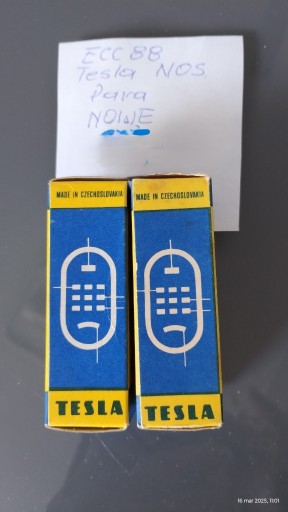 ECC 88
Tesla NOS
Para
NOWE
MADE IN CZECHOSLOVAKIA
MADE IN CZECHOSLOVAKIA
TESLA
TESLA
16 mar 2025, 11:01